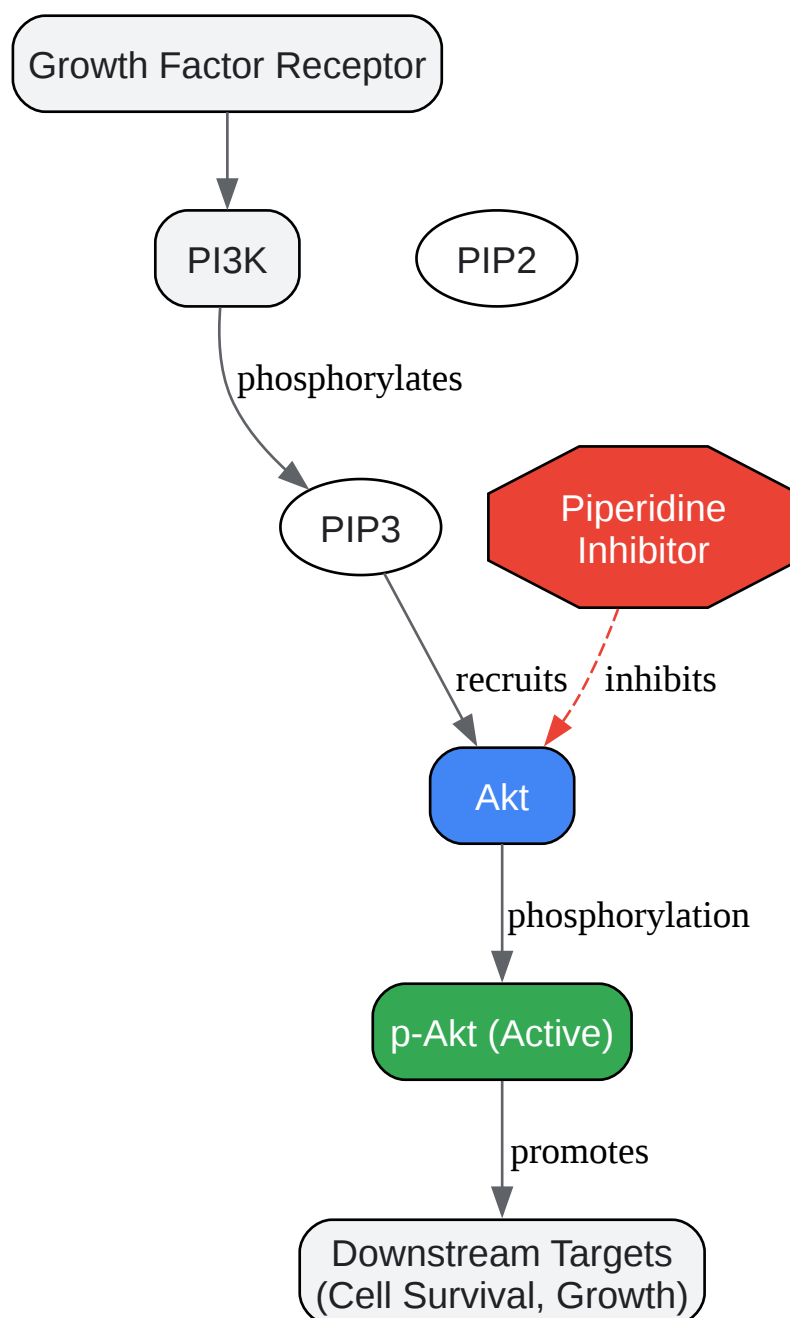 Growth Factor Receptor
PI3K
PIP2
phosphorylates
PIP3
Piperidine
Inhibitor
recruits
inhibits
Akt
phosphorylation
p-Akt (Active)
promotes
Downstream Targets
(Cell Survival, Growth)